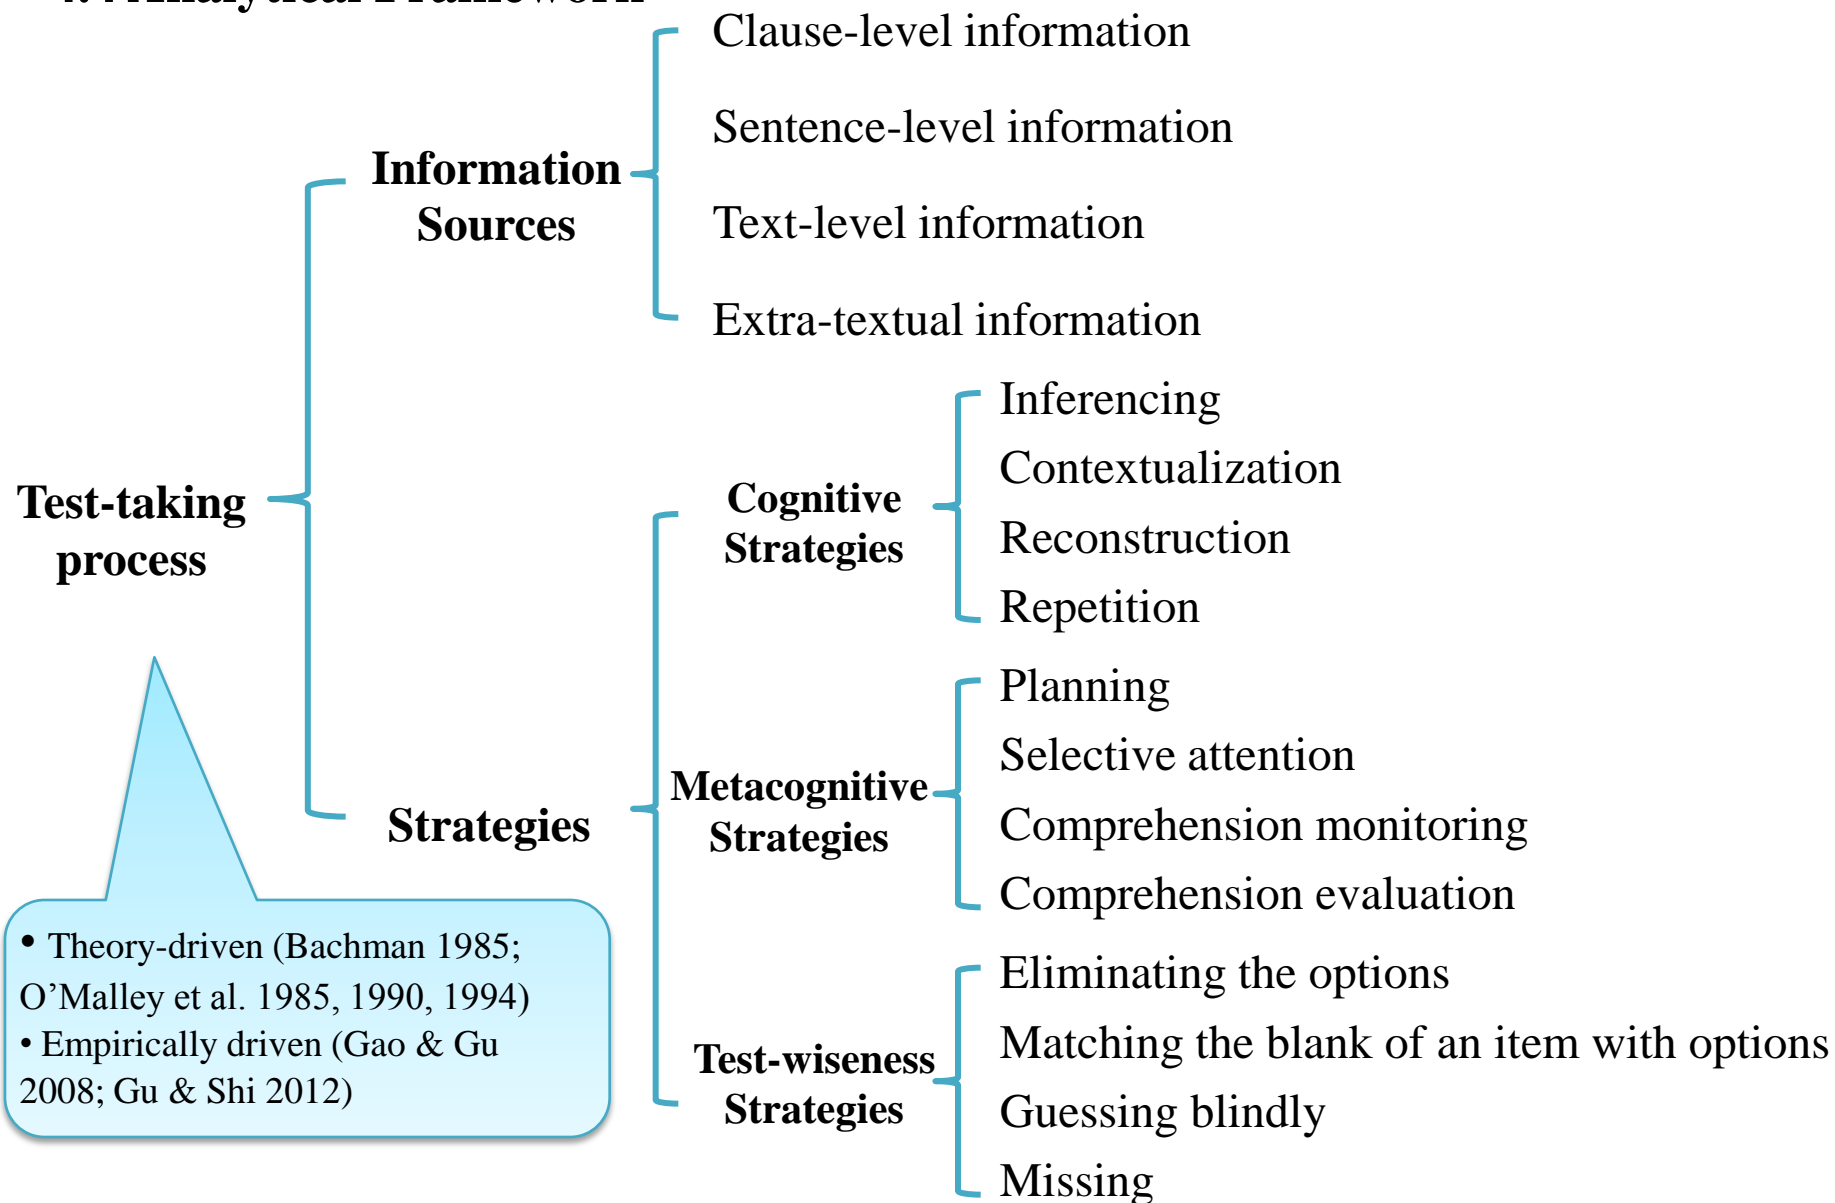 Analytical Framework
Clause-level information
Sentence-level information
Information
Sources
Text-level information
Extra-textual information
Test-taking
process
Strategies
Cognitive
Strategies
Inferencing
Contextualization
Reconstruction
Repetition
Metacognitive
Strategies
Planning
Selective attention
Comprehension monitoring
Comprehension evaluation
Test-wiseness
Strategies
Eliminating the options
Matching the blank of an item with options
Guessing blindly
Missing
• Theory-driven (Bachman 1985;
O’Malley et al. 1985, 1990, 1994)
• Empirically driven (Gao & Gu
2008; Gu & Shi 2012)